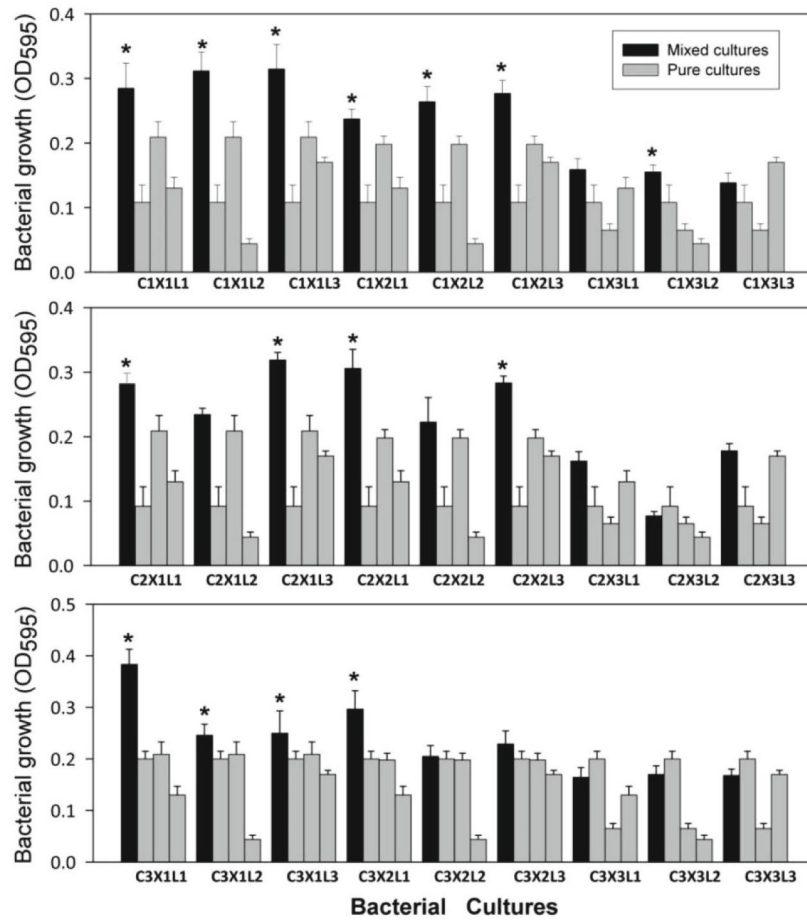 0.4
0.3
0.2
0.1
0.0
Bacterial growth (OD595)
* * * * * * *
Mixed cultures
Pure cultures
C1X1L1 C1X1L2 C1X1L3 C1X2L1 C1X2L2 C1X2L3 C1X3L1 C1X3L2 C1X3L3
0.4
0.3
0.2
0.1
0.0
Bacterial growth (OD595)
* * * *
C2X1L1 C2X1L2 C2X1L3 C2X2L1 C2X2L2 C2X2L3 C2X3L1 C2X3L2 C2X3L3
0.5
0.4
0.3
0.2
0.1
0.0
Bacterial growth (OD595)
* * * *
C3X1L1 C3X1L2 C3X1L3 C3X2L1 C3X2L2 C3X2L3 C3X3L1 C3X3L2 C3X3L3
Bacterial Cultures